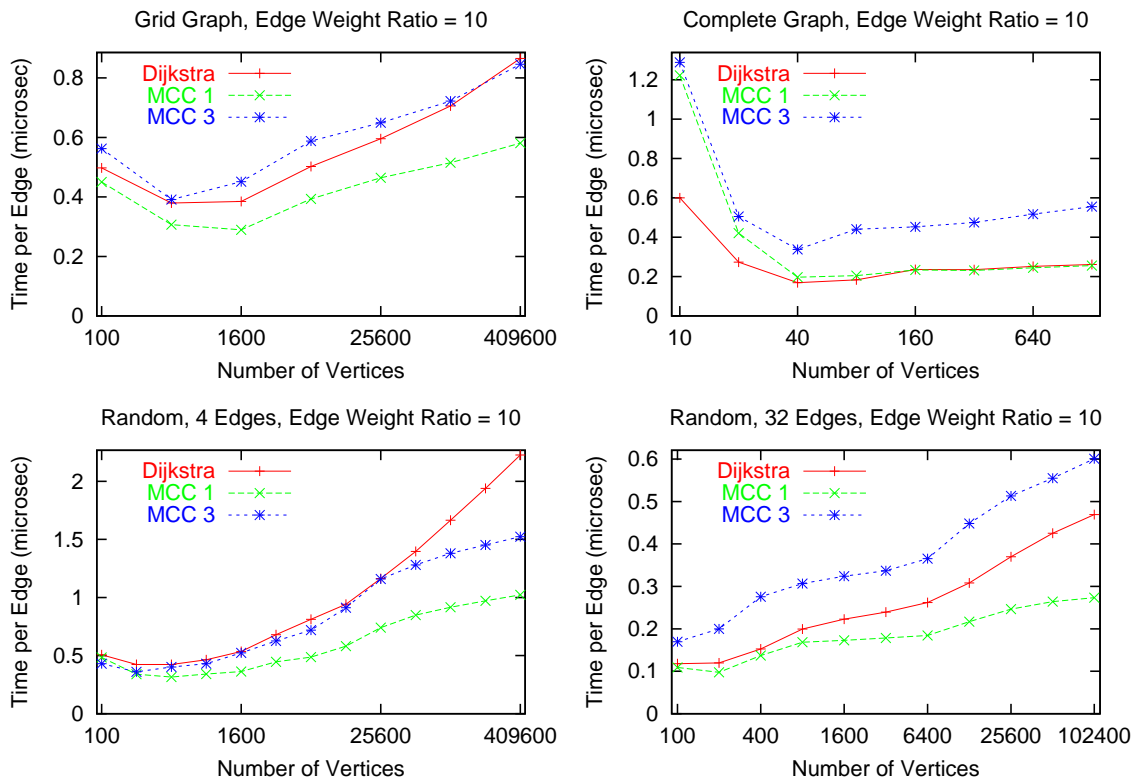 Grid Graph, Edge Weight Ratio = 10
Time per Edge (microsec)
0.8
0.6
0.4
0.2
0
Dijkstra
MCC 1
MCC 3
100
1600
25600
409600
Number of Vertices
Complete Graph, Edge Weight Ratio = 10
Time per Edge (microsec)
1.2
1
0.8
0.6
0.4
0.2
0
Dijkstra
MCC 1
MCC 3
10
40
160
640
Number of Vertices
Random, 4 Edges, Edge Weight Ratio = 10
Time per Edge (microsec)
2
1.5
1
0.5
0
Dijkstra
MCC 1
MCC 3
100
1600
25600
409600
Number of Vertices
Random, 32 Edges, Edge Weight Ratio = 10
Time per Edge (microsec)
0.6
0.5
0.4
0.3
0.2
0.1
0
Dijkstra
MCC 1
MCC 3
100
400
1600
6400
25600
102400
Number of Vertices